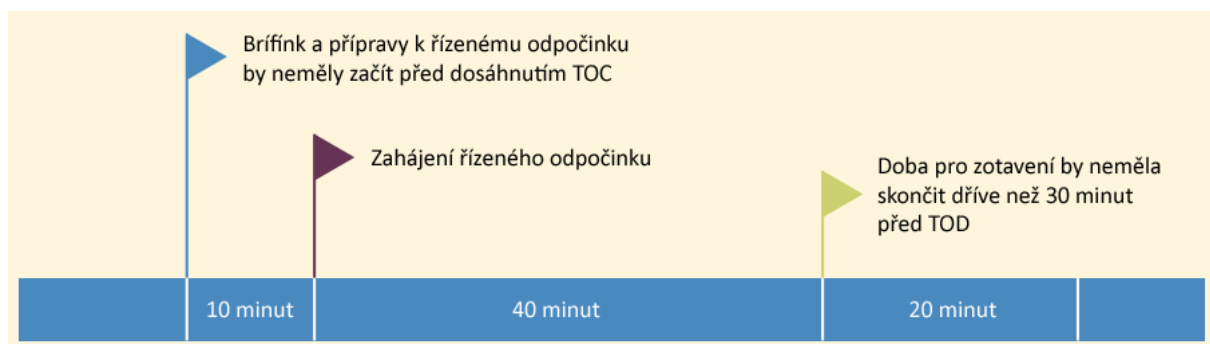 Brífink a přípravy k řízenému odpočinku
by neměly začít před dosáhnutím TOC
Zahájení řízeného odpočinku
Doba pro zotavení by neměla
skončit dříve než 30 minut
před TOD
10 minut
40 minut
20 minut